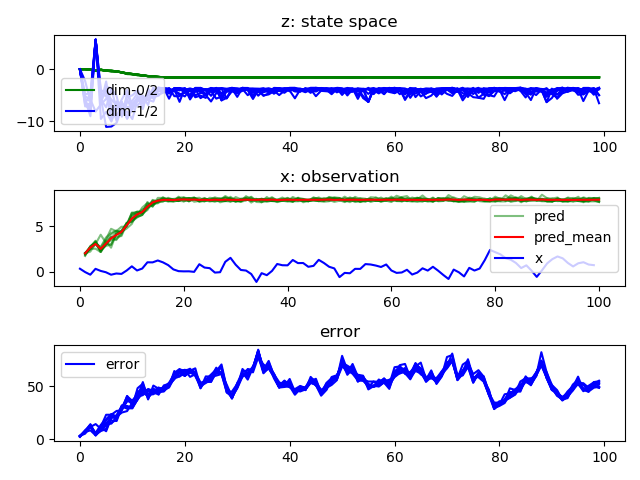 z: state space
0
−10
dim-0/2
dim-1/2
0 20 40 60 80 100
x: observation
5
0
pred
pred_mean
x
0 20 40 60 80 100
error
50
0
error
0 20 40 60 80 100